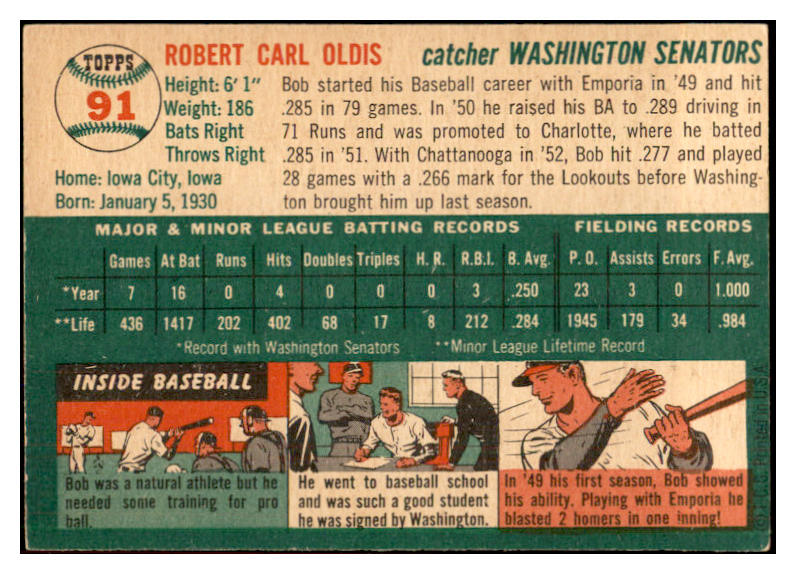 TOPPS
91
ROBERT CARL OLDIS catcher WASHINGTON SENATORS
Height: 6' 1"
Weight: 186
Bats Right
Throws Right
Home: Iowa City, Iowa
Born: January 5, 1930
Bob started his Baseball career with Emporia in '49 and hit
.285 in 79 games. In '50 he raised his BA to .289 driving in
71 Runs and was promoted to Charlotte, where he batted
.285 in '51. With Chattanooga in '52, Bob hit .277 and played
28 games with a .266 mark for the Lookouts before Washing-
ton brought him up last season.
MAJOR & MINOR LEAGUE BATTING RECORDS FIELDING RECORDS
Games At Bat Runs Hits Doubles Triples H. R. R.B.I. B. Avg. P. O. Assists Errors F. Avg.
*Year 7 16 0 4 0 0 0 3 .250 23 3 0 1.000
**Life 436 1417 202 402 68 17 8 212 .284 1945 179 34 .984
*Record with Washington Senators **Minor League Lifetime Record
INSIDE BASEBALL
Bob was a natural athlete but he
needed some training for pro
ball.
He went to baseball school
and was such a good student
he was signed by Washington.
In '49 his first season, Bob showed
his ability. Playing with Emporia he
blasted 2 homers in one inning!
Printed in U.S.A.